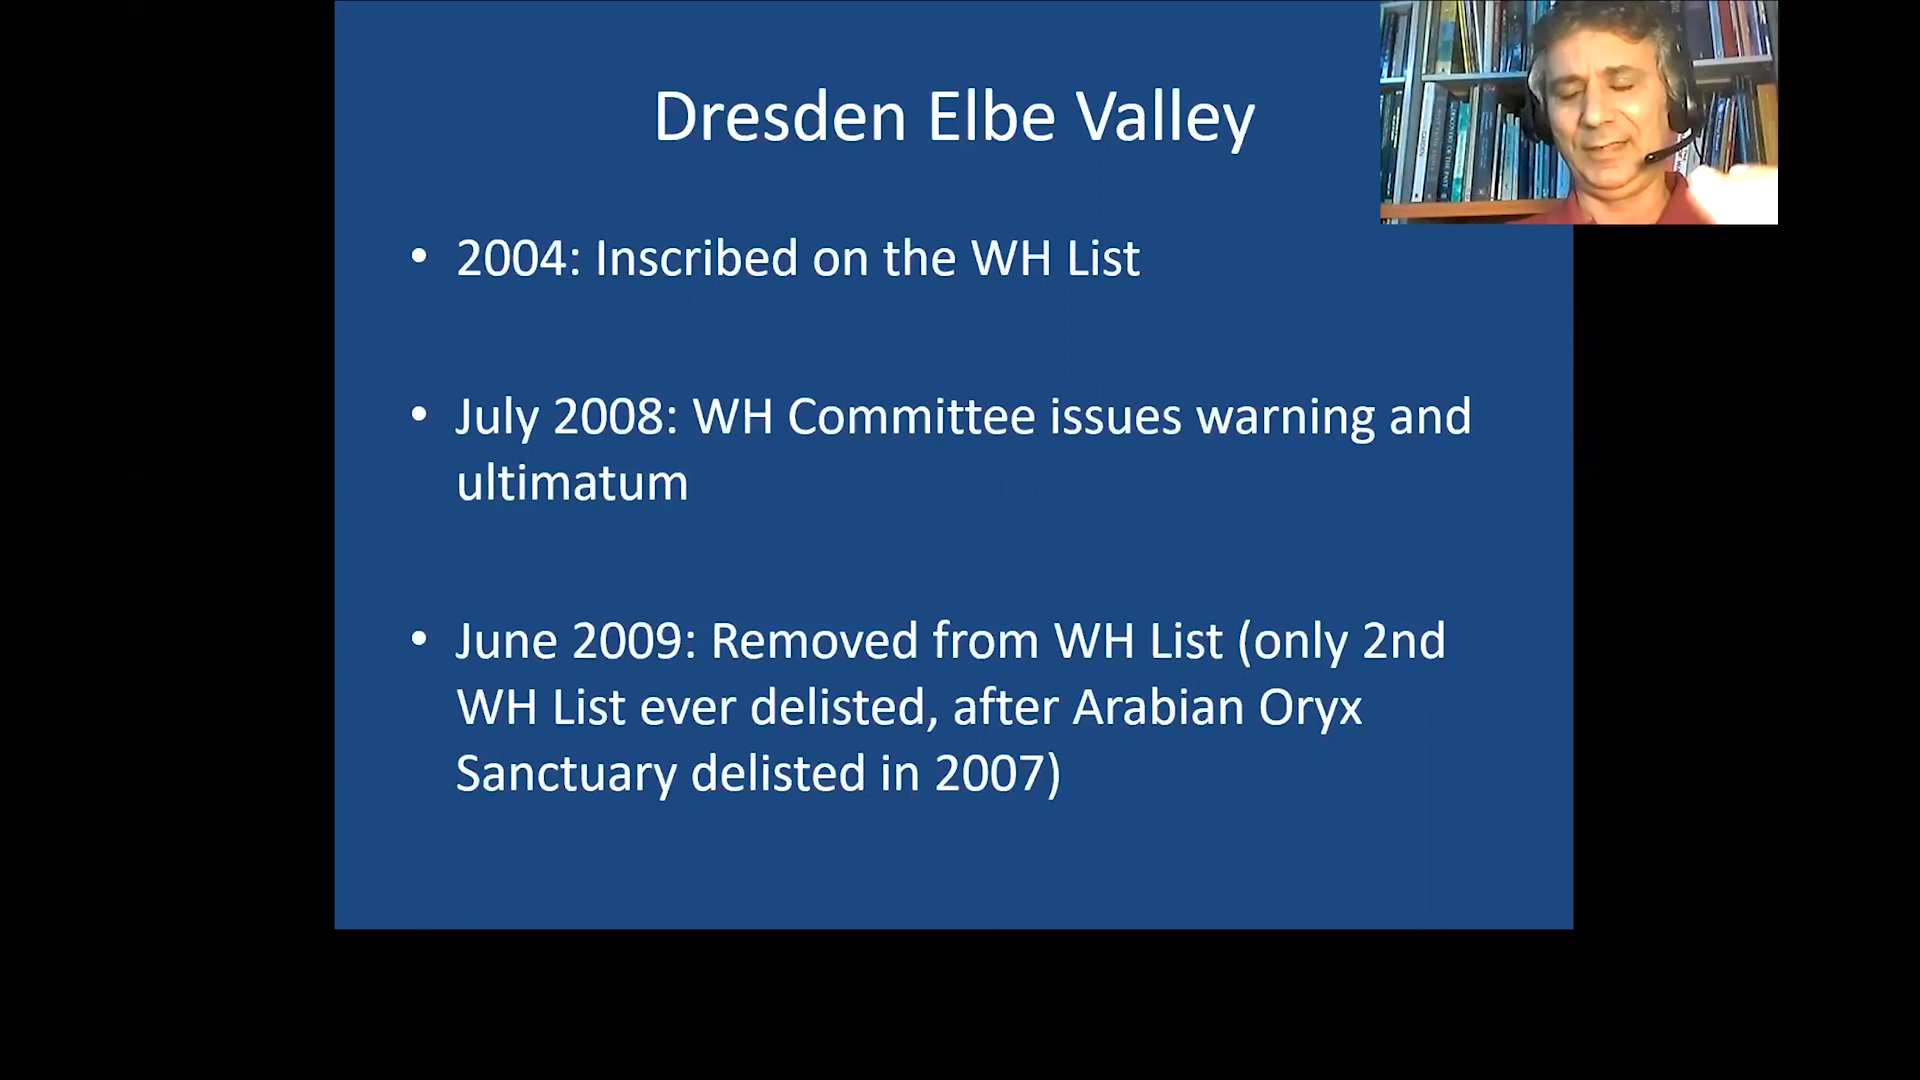 Dresden Elbe Valley
• 2004: Inscribed on the WH List
• July 2008: WH Committee issues warning and
ultimatum
• June 2009: Removed from WH List (only 2nd
WH List ever delisted, after Arabian Oryx
Sanctuary delisted in 2007)